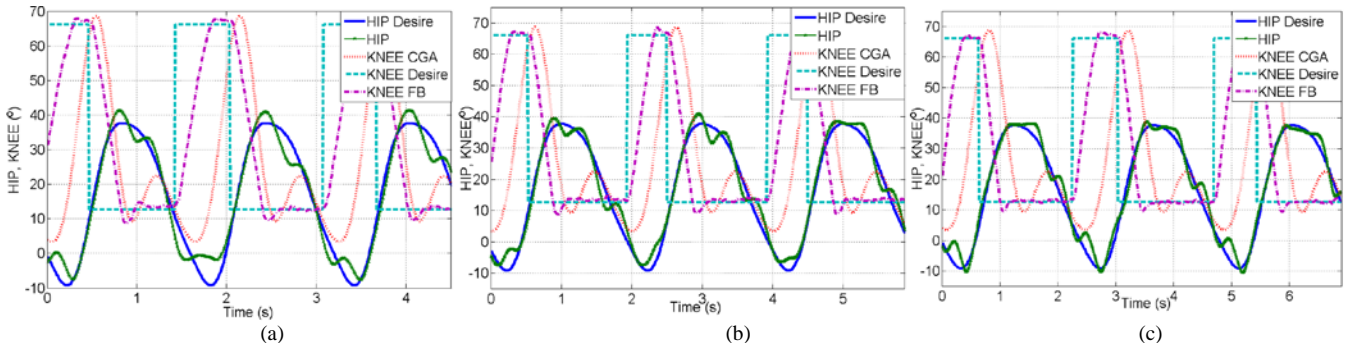 HIP, KNEE (º)
70
60
50
40
30
20
10
0
-10
HIP Desire
HIP
KNEE CGA
KNEE Desire
KNEE FB
0 1 2 3 4
Time (s)
(a)
HIP, KNEE (º)
70
60
50
40
30
20
10
0
-10
HIP Desire
HIP
KNEE CGA
KNEE Desire
KNEE FB
0 1 2 3 4 5
Time (s)
(b)
HIP, KNEE (º)
70
60
50
40
30
20
10
0
-10
HIP Desire
HIP
KNEE CGA
KNEE Desire
KNEE FB
0 1 2 3 4 5 6
Time (s)
(c)